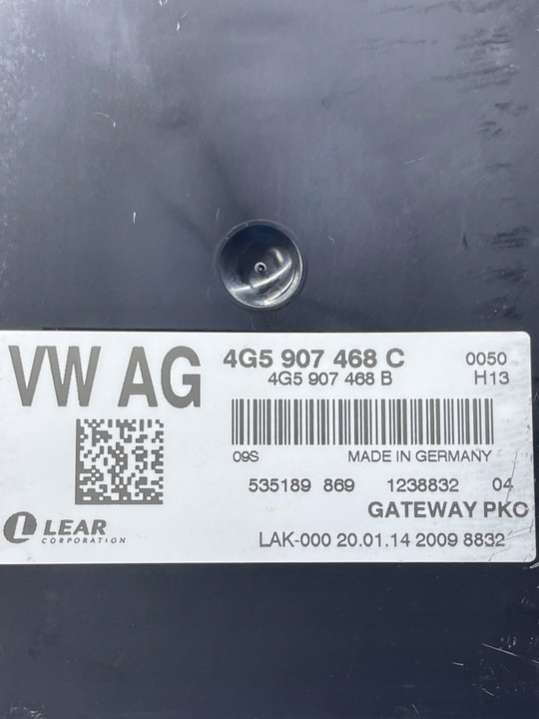 VW AG 4G5 907 468 C 0050
4G5 907 468 B H13
09S MADE IN GERMANY
535189 869 1238832 04
GATEWAY PKO
L LEAR
CORPORATION
LAK-000 20.01.14 2009 8832